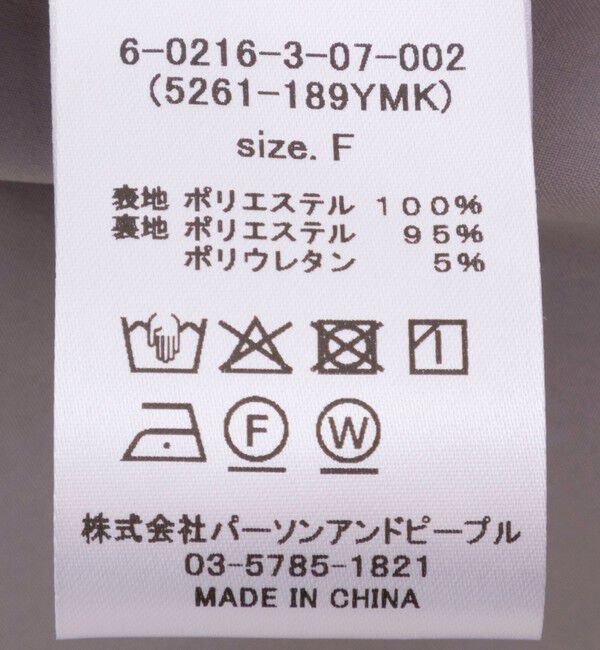 6-0216-3-07-002
(5261-189YMK)
size. F
表地 ポリエステル 100%
裏地 ポリエステル 95%
ポリウレタン 5%
F W
株式会社パーソンアンドピープル
03-5785-1821
MADE IN CHINA